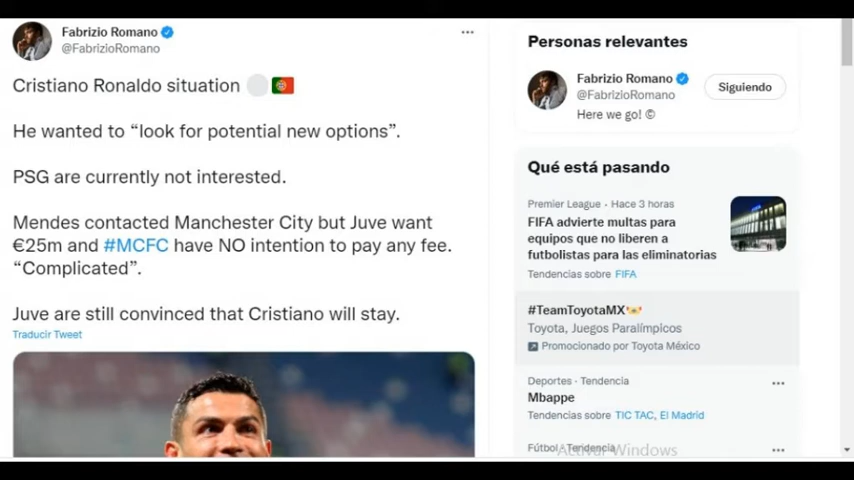 Fabrizio Romano
@FabrizioRomano
Cristiano Ronaldo situation
He wanted to “look for potential new options”.
PSG are currently not interested.
Mendes contacted Manchester City but Juve want
€25m and #MCFC have NO intention to pay any fee.
“Complicated”.
Juve are still convinced that Cristiano will stay.
Traducir Tweet
Personas relevantes
Fabrizio Romano
@FabrizioRomano
Siguiendo
Here we go! ©
Qué está pasando
Premier League · Hace 3 horas
FIFA advierte multas para
equipos que no liberen a
futbolistas para las eliminatorias
Tendencias sobre FIFA
#TeamToyotaMX
Toyota, Juegos Paralímpicos
Promocionado por Toyota México
Deportes · Tendencia
Mbappe
Tendencias sobre TIC TAC, El Madrid
Fútbol · Tendencia
Activar Windows